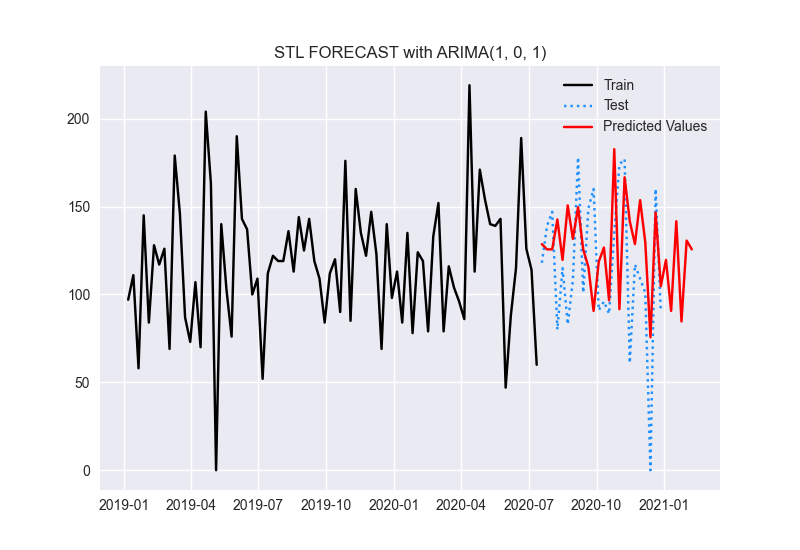 STL FORECAST with ARIMA(1, 0, 1)
Train
Test
Predicted Values
200
150
100
50
0
2019-01 2019-04 2019-07 2019-10 2020-01 2020-04 2020-07 2020-10 2021-01